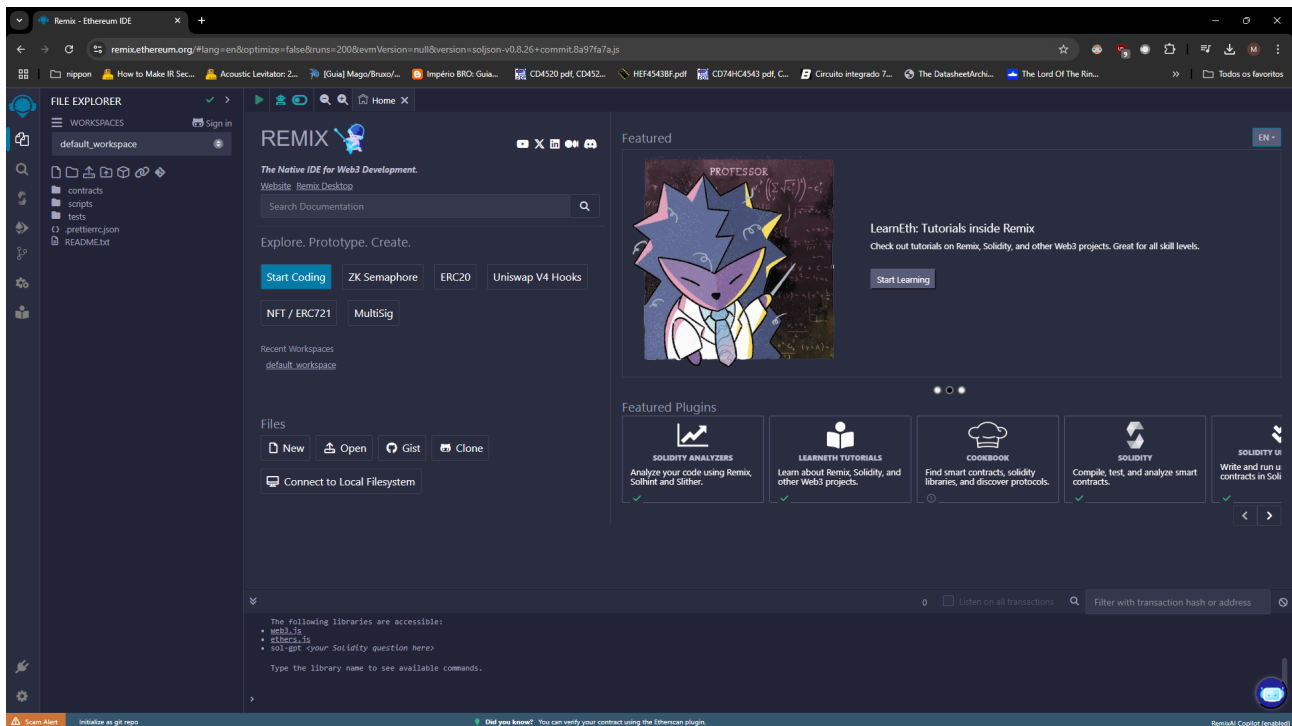 Remix - Ethereum IDE
remix.ethereum.org/#lang=en&optimize=false&runs=200&evmVersion=null&version=soljson-v0.8.26+commit.8a97fa7a.js
nippon
How to Make IR Sec...
Acoustic Levitator: 2...
[Guia] Mago/Bruxo/...
Império BRO: Guia...
CD4520 pdf, CD452...
HEF4543BF.pdf
CD74HC4543 pdf, C...
Circuito integrado 7...
The DatasheetArchi...
The Lord Of The Rin...
»
Todos os favoritos
FILE EXPLORER
WORKSPACES
Sign in
default_workspace
contracts
scripts
tests
.prettierrc.json
README.txt
Home
REMIX
The Native IDE for Web3 Development.
Website Remix Desktop
Search Documentation
Explore. Prototype. Create.
Start Coding
ZK Semaphore
ERC20
Uniswap V4 Hooks
NFT / ERC721
MultiSig
Recent Workspaces
default workspace
Files
New
Open
Gist
Clone
Connect to Local Filesystem
Featured
EN
PROFESSOR
LearnEth: Tutorials inside Remix
Check out tutorials on Remix, Solidity, and other Web3 projects. Great for all skill levels.
Start Learning
Featured Plugins
SOLIDITY ANALYZERS
Analyze your code using Remix,
Solhint and Slither.
LEARNETH TUTORIALS
Learn about Remix, Solidity, and
other Web3 projects.
COOKBOOK
Find smart contracts, solidity
libraries, and discover protocols.
SOLIDITY
Compile, test, and analyze smart
contracts.
SOLIDITY U
Write and run u
contracts in Soli
0
Listen on all transactions
Filter with transaction hash or address
The following libraries are accessible:
• web3.js
• ethers.js
• sol-gpt <your Solidity question here>
Type the library name to see available commands.
>
Scam Alert
Initialize as git repo
Did you know? You can verify your contract using the Etherscan plugin.
RemixAI Copilot (enabled)